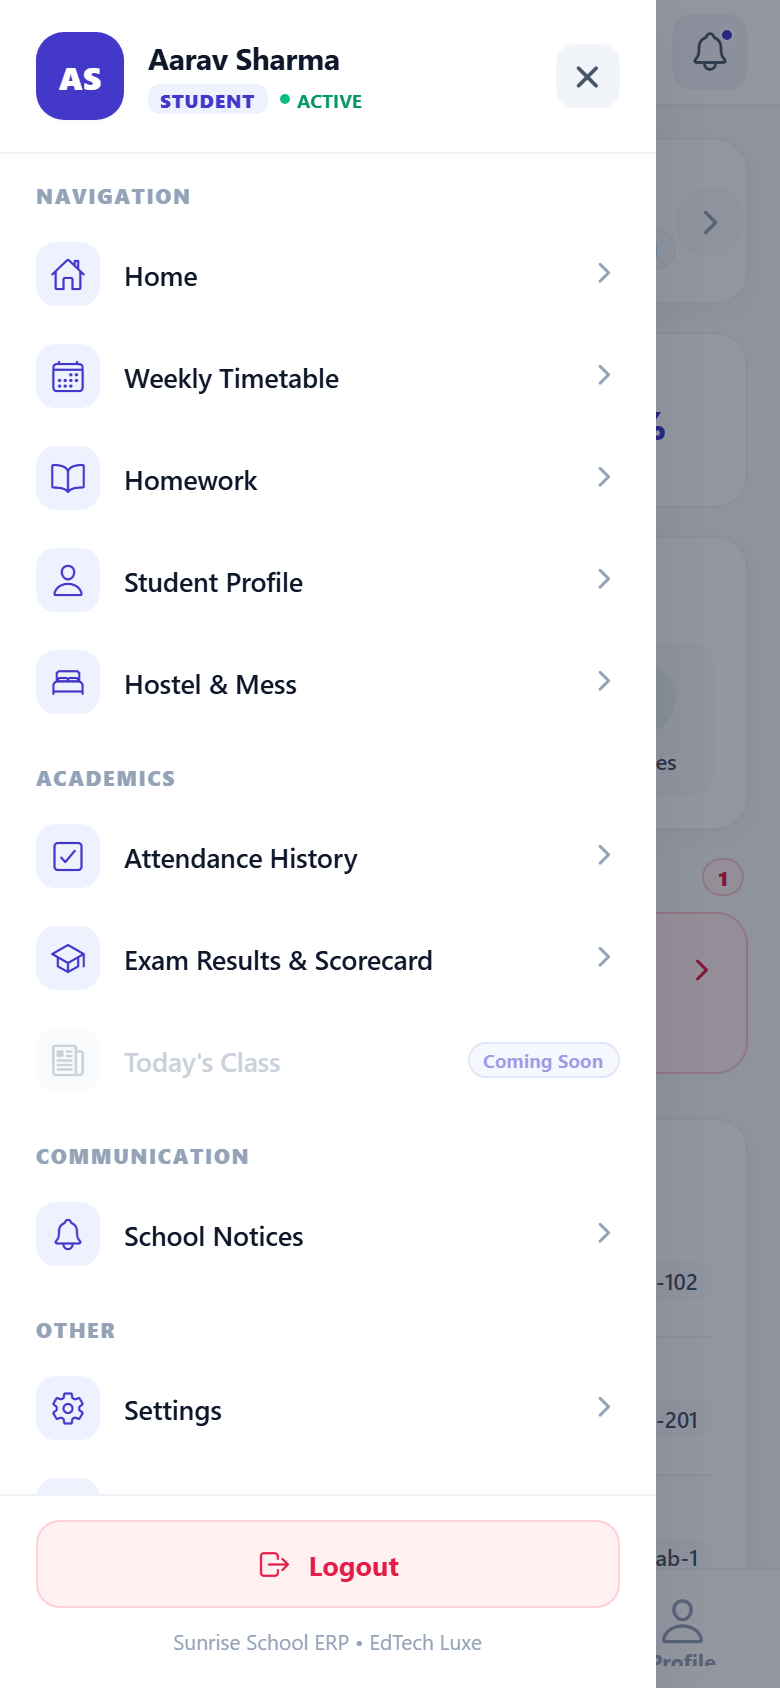 AS
Aarav Sharma
STUDENT
ACTIVE
NAVIGATION
Home
Weekly Timetable
Homework
Student Profile
Hostel & Mess
es
ACADEMICS
Attendance History
1
Exam Results & Scorecard
Today's Class
Coming Soon
COMMUNICATION
School Notices
-102
OTHER
Settings
-201
Logout
ab-1
Sunrise School ERP • EdTech Luxe
Profile